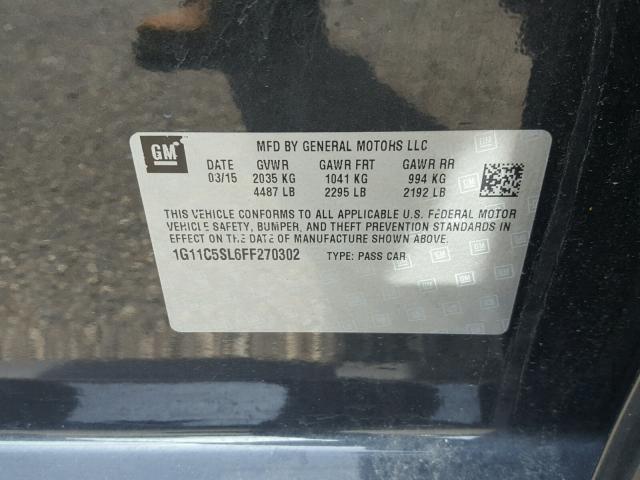 GM
MFD BY GENERAL MOTORS LLC
DATE GVWR GAWR FRT GAWR RR
03/15 2035 KG 1041 KG 994 KG
4487 LB 2295 LB 2192 LB
THIS VEHICLE CONFORMS TO ALL APPLICABLE U.S. FEDERAL MOTOR
VEHICLE SAFETY, BUMPER, AND THEFT PREVENTION STANDARDS IN
EFFECT ON THE DATE OF MANUFACTURE SHOWN ABOVE.
1G11C5SL6FF270302 TYPE: PASS CAR